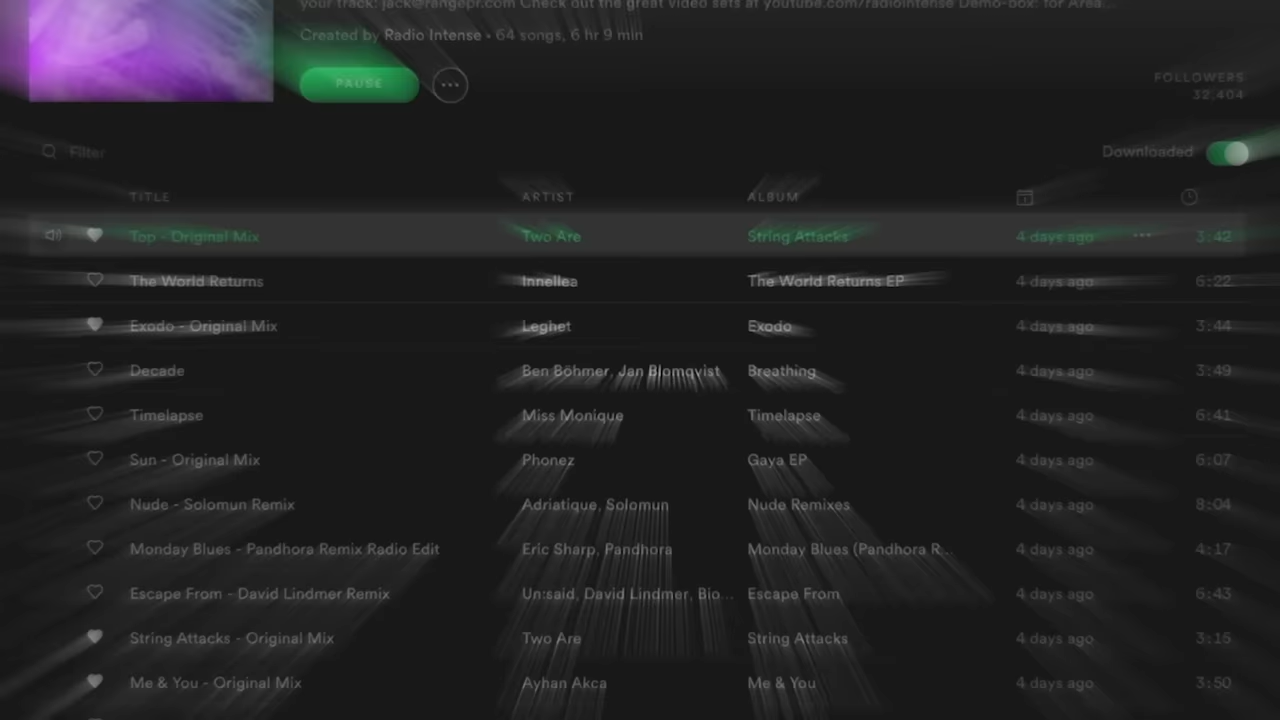 your track: jack@rangepr.com Check out the great video sets at youtube.com/radiointense Demo-Box: for Area...
Created by Radio Intense • 64 songs, 6 hr 9 min
PAUSE
FOLLOWERS
32,404
Filter
Downloaded
TITLE ARTIST ALBUM
Top - Original Mix Two Are String Attacks 4 days ago 3:42
The World Returns Innellea The World Returns EP 4 days ago 6:22
Exodo - Original Mix Leghet Exodo 4 days ago 3:44
Decade Ben Böhmer, Jan Blomqvist Breathing 4 days ago 3:49
Timelapse Miss Monique Timelapse 4 days ago 6:41
Sun - Original Mix Phonez Gaya EP 4 days ago 6:07
Nude - Solomun Remix Adriatique, Solomun Nude Remixes 4 days ago 8:04
Monday Blues - Pandhora Remix Radio Edit Eric Sharp, Pandhora Monday Blues (Pandhora R... 4 days ago 4:17
Escape From - David Lindmer Remix Un:said, David Lindmer, Bio... Escape From 4 days ago 6:43
String Attacks - Original Mix Two Are String Attacks 4 days ago 3:15
Me & You - Original Mix Ayhan Akca Me & You 4 days ago 3:50